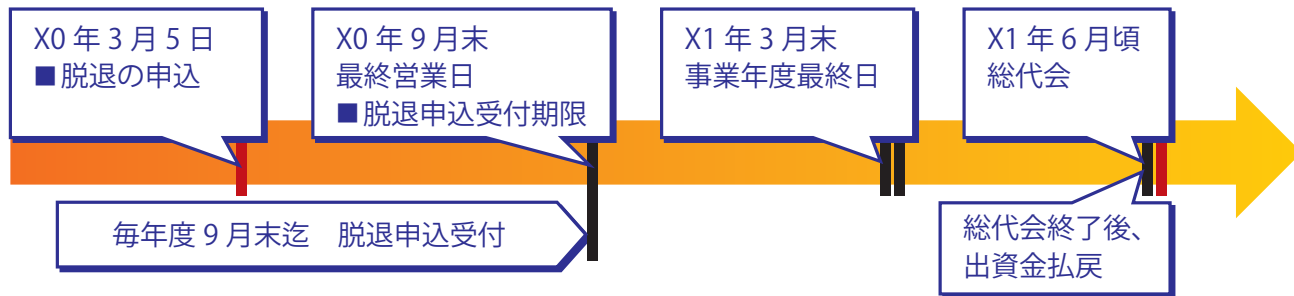 X0 年 3 月 5 日
■ 脱退の申込
X0 年 9 月末
最終営業日
■ 脱退申込受付期限
X1 年 3 月末
事業年度最終日
X1 年 6 月頃
総代会
毎年度 9 月末迄　脱退申込受付
総代会終了後、
出資金払戻